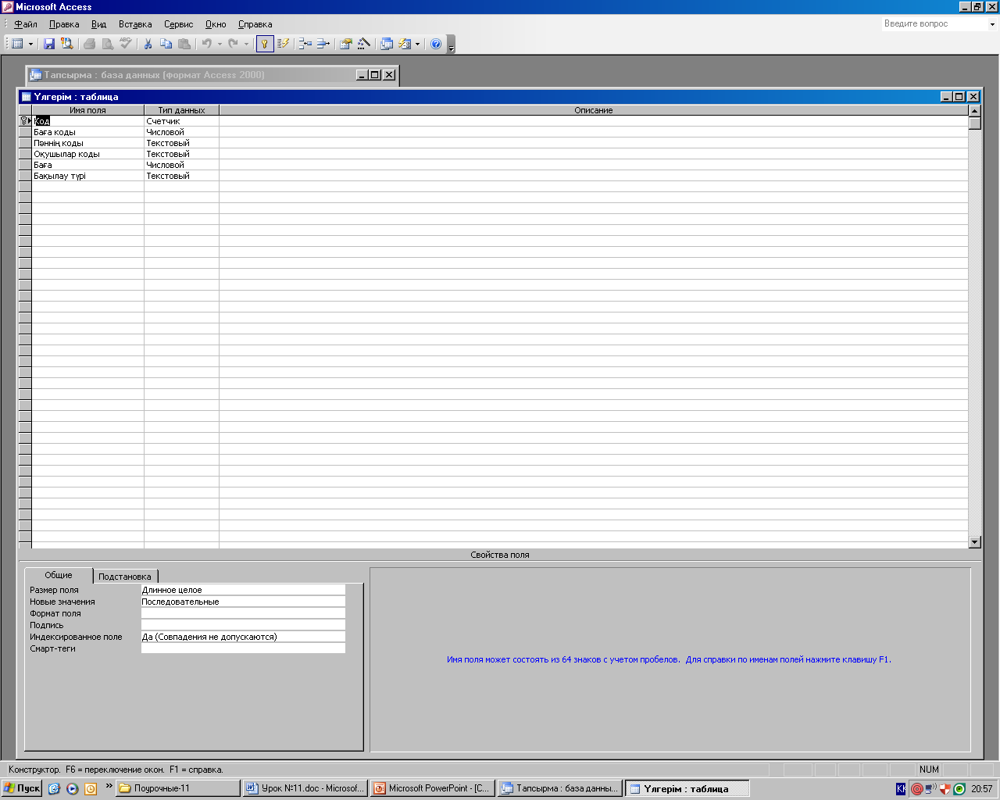 Microsoft Access
Файл Правка Вид Вставка Сервис Окно Справка Введите вопрос
Тапсырма : база данных (формат Access 2000)
Үлгерім : таблица
Имя поля Тип данных Описание
Код Счетчик
Баға коды Числовой
Пәннің коды Текстовый
Оқушылар коды Текстовый
Баға Числовой
Бақылау түрі Текстовый
Свойства поля
Общие Подстановка
Размер поля Длинное целое
Новые значения Последовательные
Формат поля
Подпись
Индексированное поле Да (Совпадения не допускаются)
Смарт-теги
Имя поля может состоять из 64 знаков с учетом пробелов. Для справки по именам полей нажмите клавишу F1.
Конструктор. F6 = переключение окон. F1 = справка. NUM
Пуск » Поурочные-11 Урок №11.doc - Microsof... Microsoft PowerPoint - [С... Тапсырма : база данны... Үлгерім : таблица KK 20:57